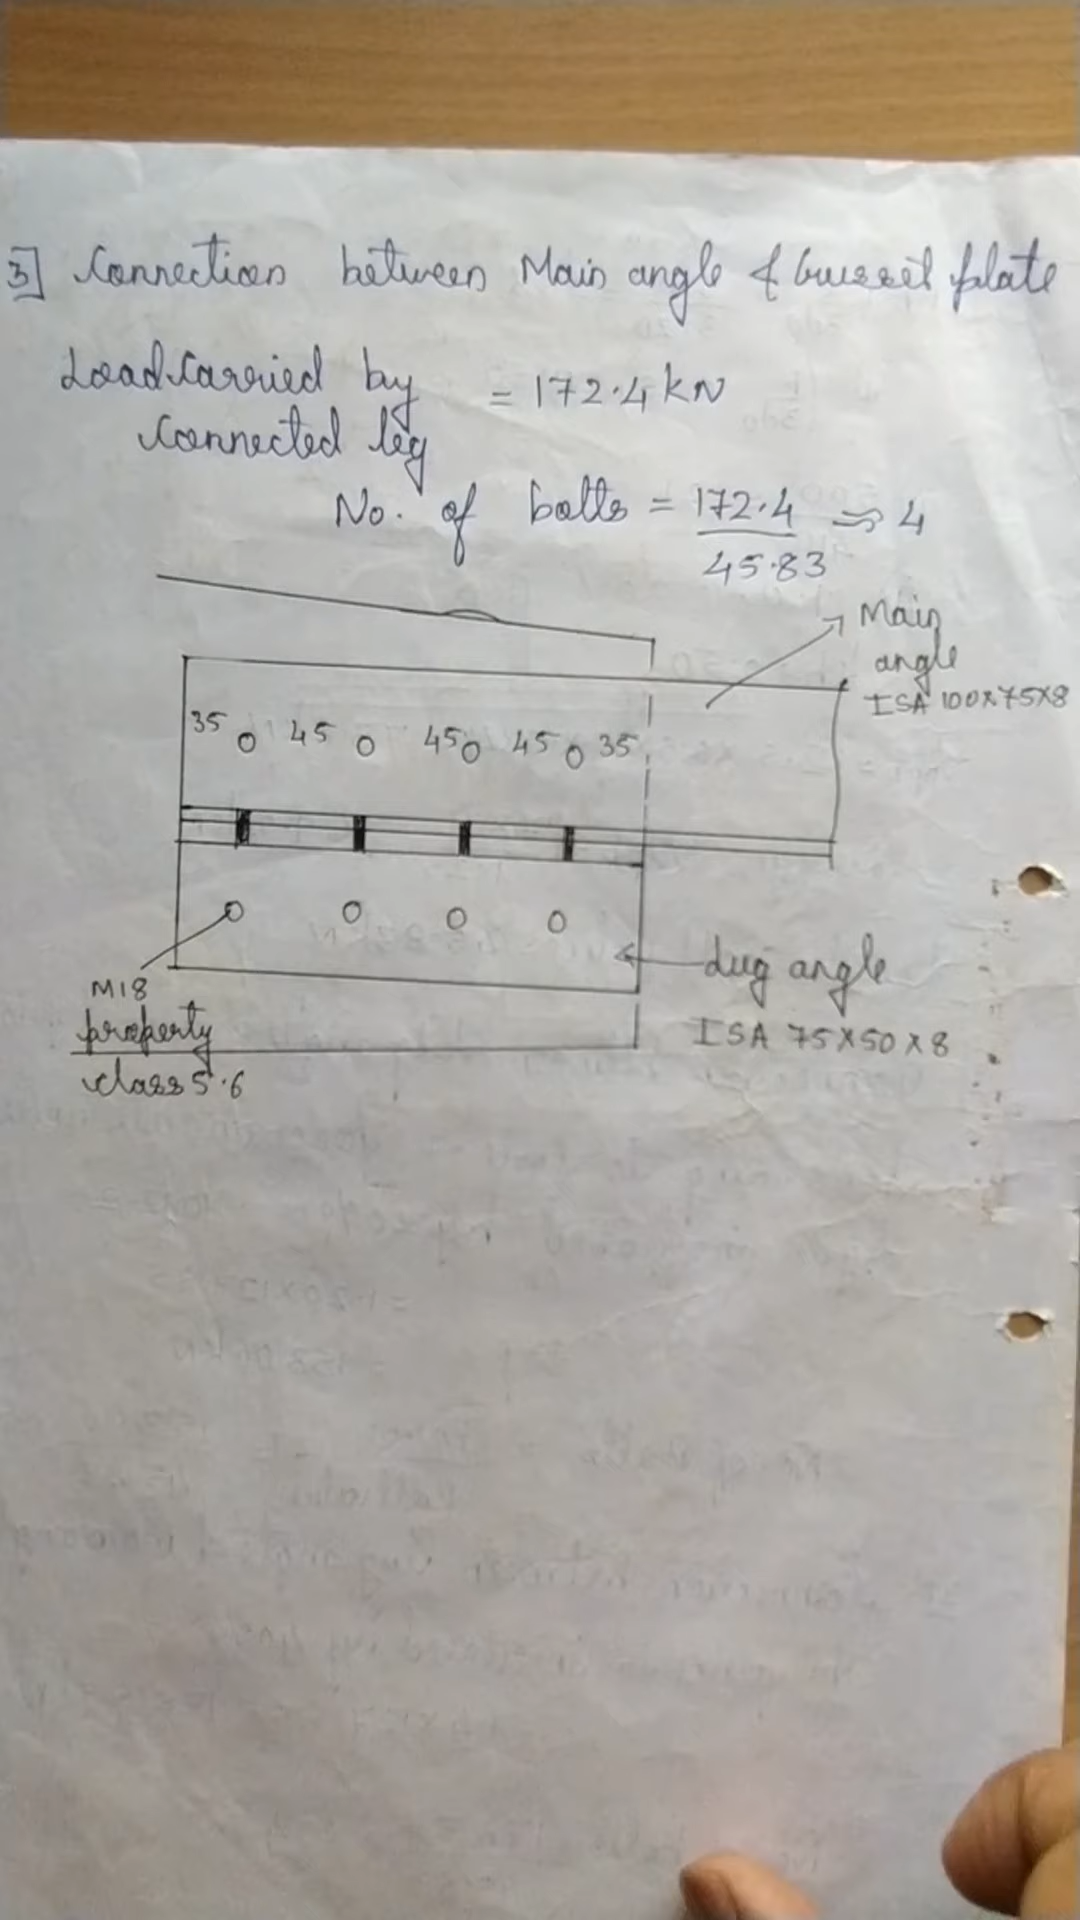 3] Connection between Main angle & Gusset plate
Load carried by = 172.4 kN
connected leg
No. of bolts = 172.4 / 45.83 ≈ 4
Main
angle
ISA 100x75x8
35 45 45 45 35
M18
property
class 5.6
Lug angle
ISA 75x50x8